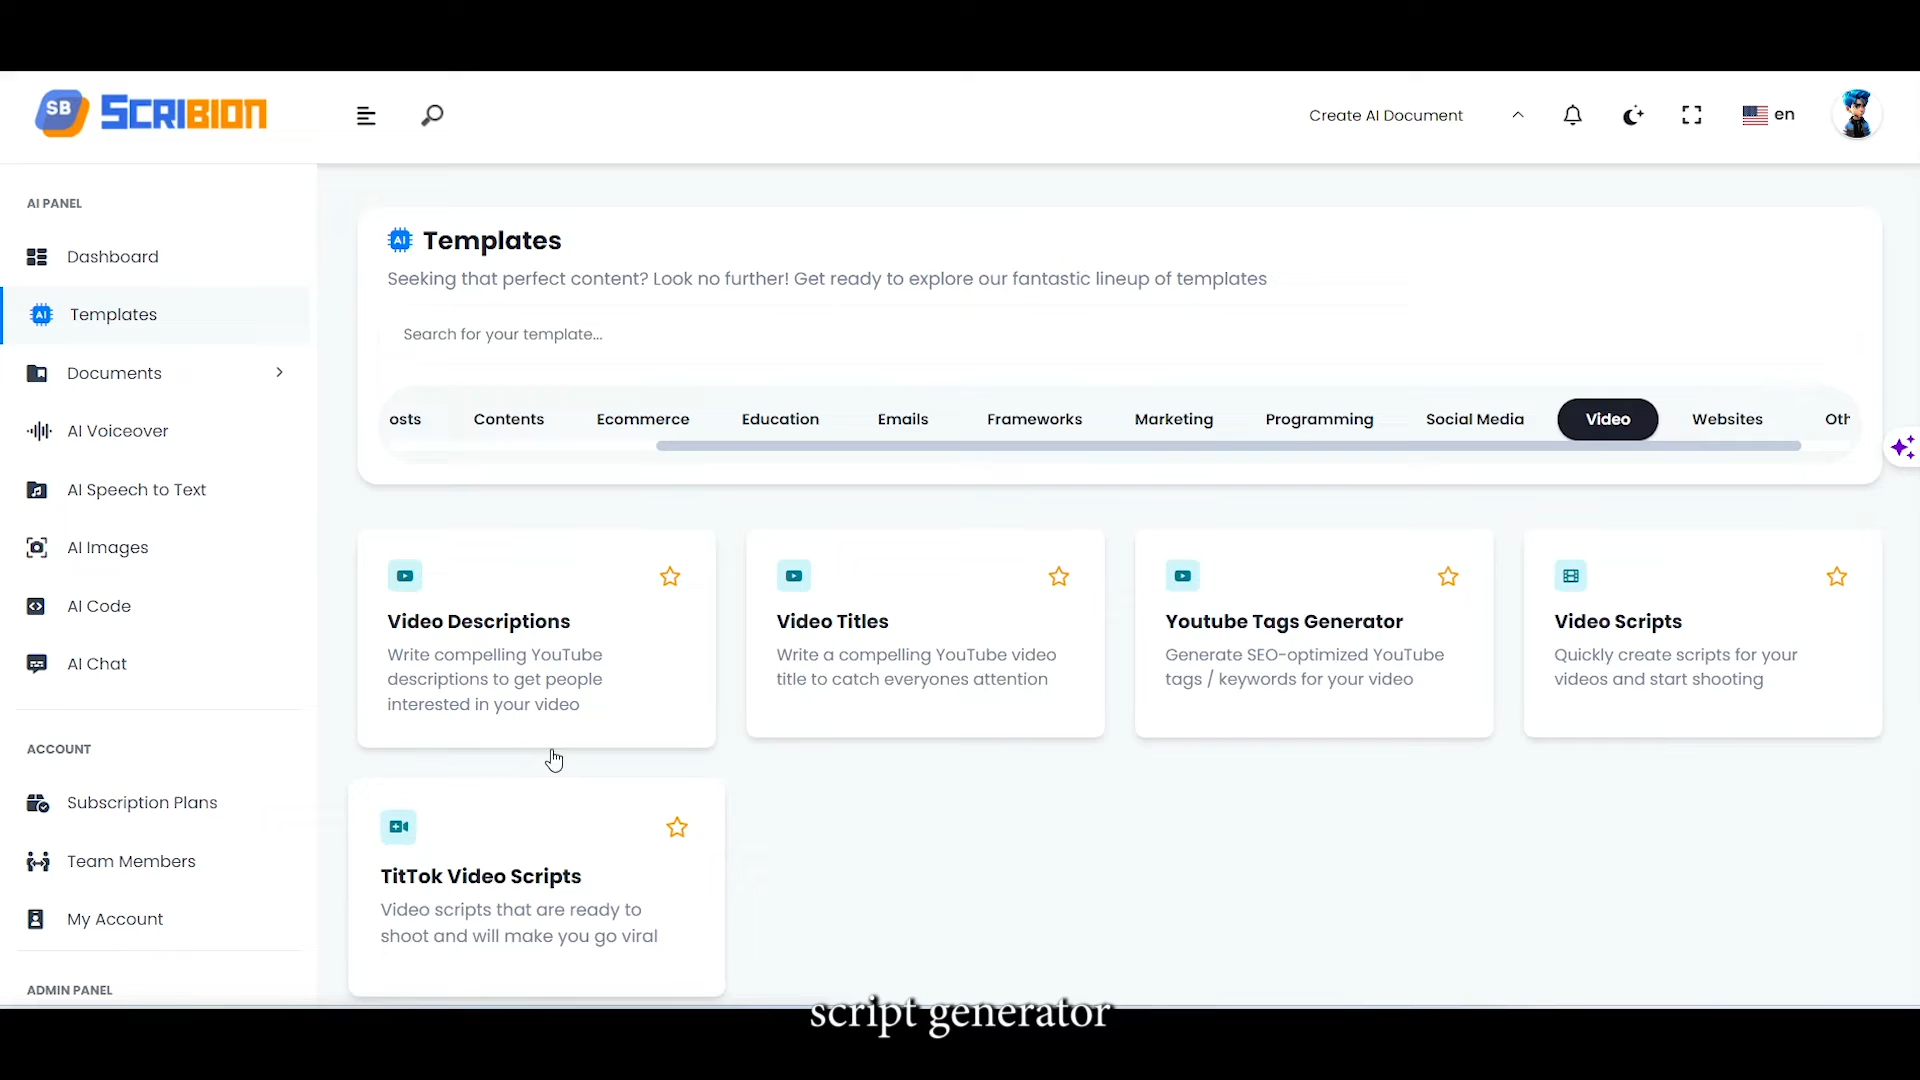 SB SCRIBION
Create AI Document
en
AI PANEL
Dashboard
AI Templates
Documents
AI Voiceover
AI Speech to Text
AI Images
AI Code
AI Chat
ACCOUNT
Subscription Plans
Team Members
My Account
ADMIN PANEL
AI Templates
Seeking that perfect content? Look no further! Get ready to explore our fantastic lineup of templates
Search for your template...
osts Contents Ecommerce Education Emails Frameworks Marketing Programming Social Media Video Websites Oth
Video Descriptions
Write compelling YouTube
descriptions to get people
interested in your video
Video Titles
Write a compelling YouTube video
title to catch everyones attention
Youtube Tags Generator
Generate SEO-optimized YouTube
tags / keywords for your video
Video Scripts
Quickly create scripts for your
videos and start shooting
TitTok Video Scripts
Video scripts that are ready to
shoot and will make you go viral
script generator